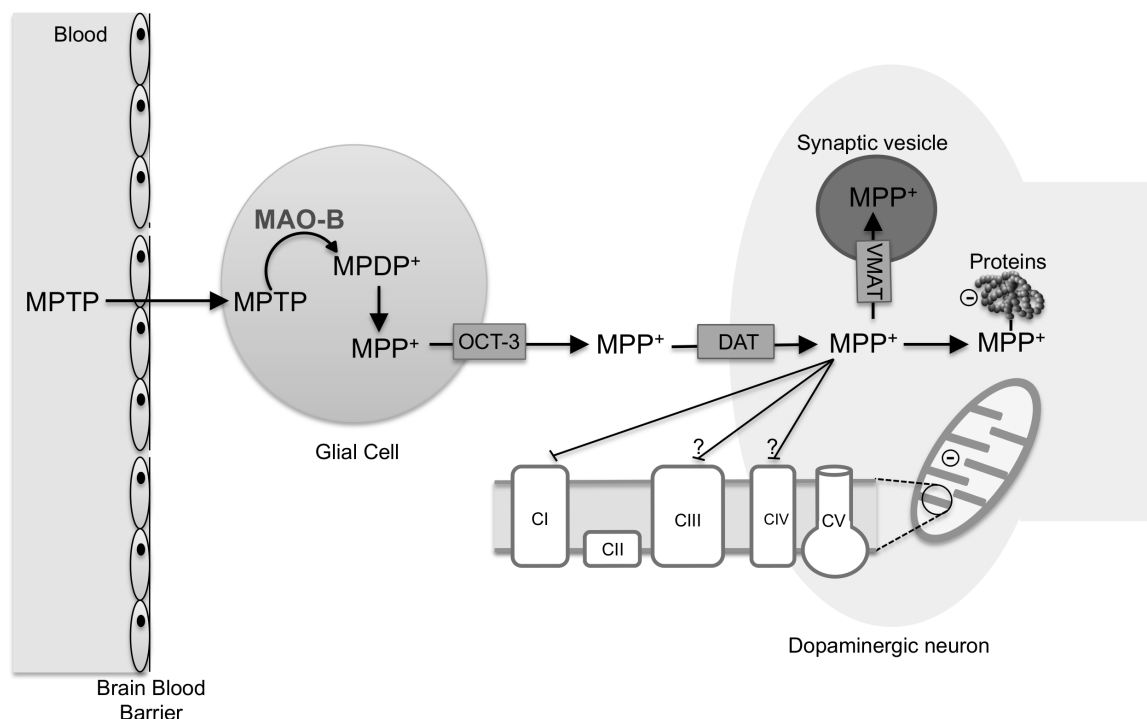 Blood
Brain Blood
Barrier
MPTP
MAO-B
MPTP
MPDP⁺
MPP⁺
OCT-3
Glial Cell
MPP⁺
DAT
Synaptic vesicle
MPP⁺
VMAT
MPP⁺
Proteins
⊖
MPP⁺
?
?
CI
CII
CIII
CIV
CV
⊖
Dopaminergic neuron